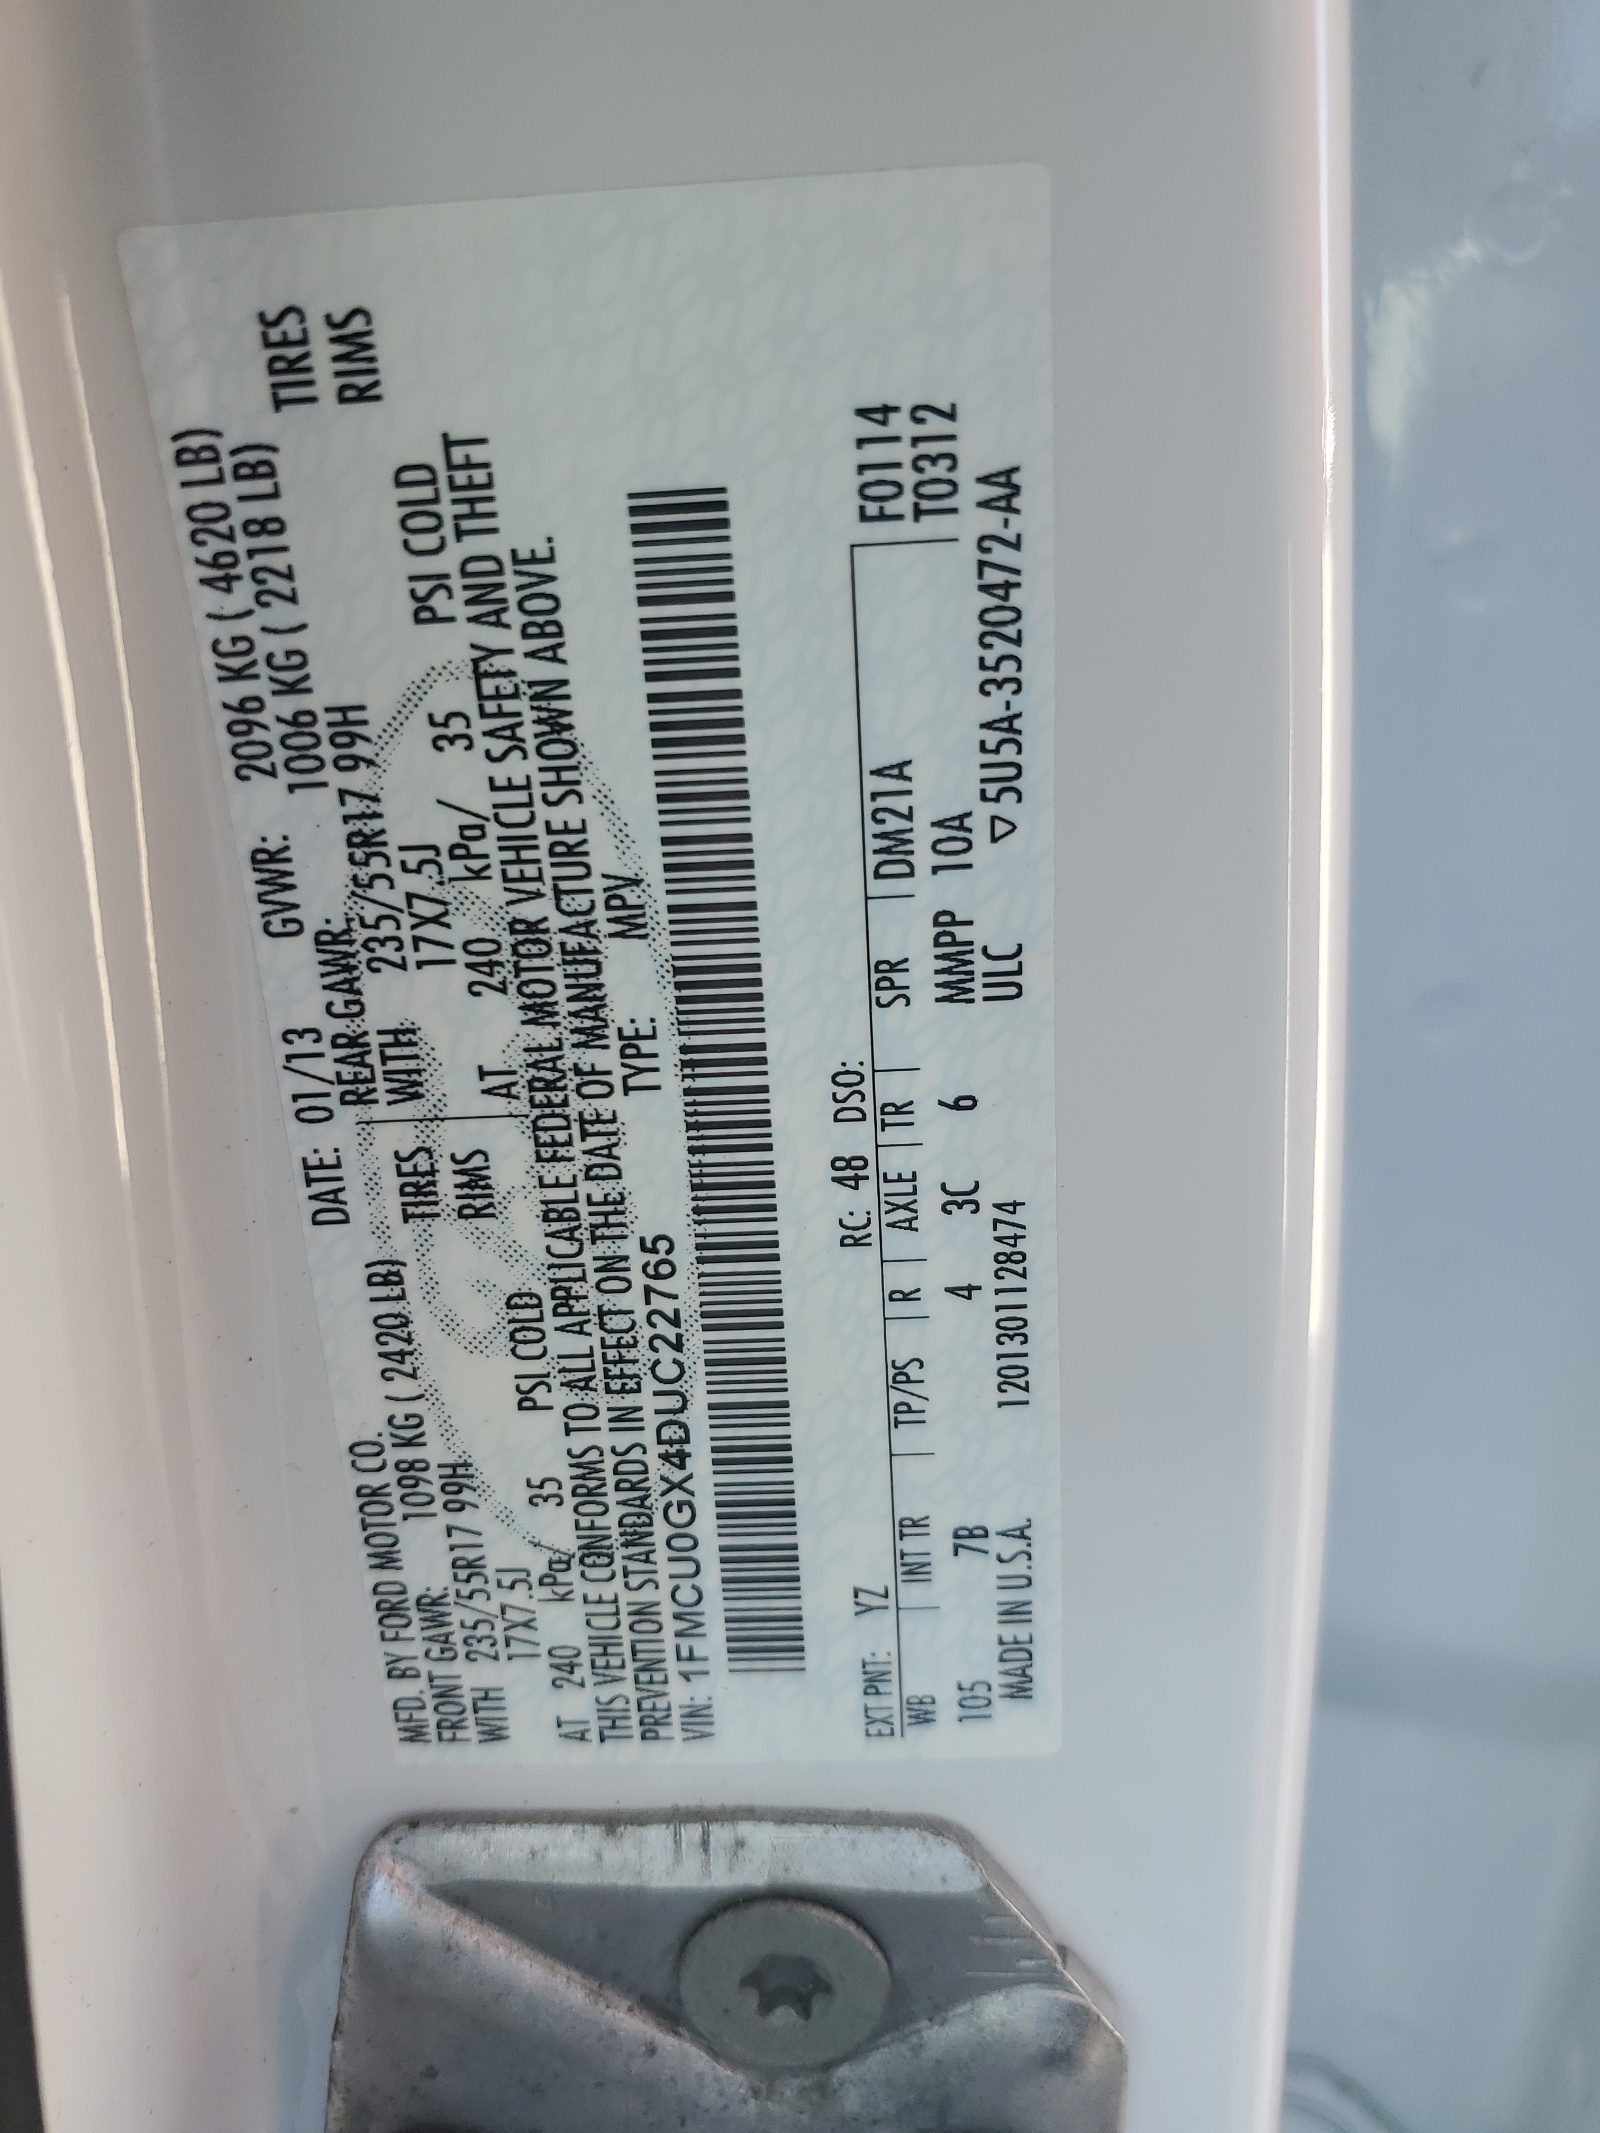 MFD. BY FORD MOTOR CO. DATE: 01/13 GVWR: 2096 KG ( 4620 LB)
FRONT GAWR: 1098 KG ( 2420 LB) REAR GAWR: 1006 KG ( 2218 LB)
WITH 235/55R17 99H TIRES WITH 235/55R17 99H TIRES
17X7.5J RIMS 17X7.5J RIMS
AT 240 kPa/ 35 PSI COLD AT 240 kPa/ 35 PSI COLD
THIS VEHICLE CONFORMS TO ALL APPLICABLE FEDERAL MOTOR VEHICLE SAFETY AND THEFT
PREVENTION STANDARDS IN EFFECT ON THE DATE OF MANUFACTURE SHOWN ABOVE.
VIN: 1FMCU0GX4DUC22765 TYPE: MPV
EXT PNT: YZ RC: 48 DSO: F0114
WB INT TR TP/PS R AXLE TR SPR DM21A T0312
105 7B 4 3C 6 MMPP 10A
MADE IN U.S.A. 1201301128474 ULC ▽5U5A-3520472-AA